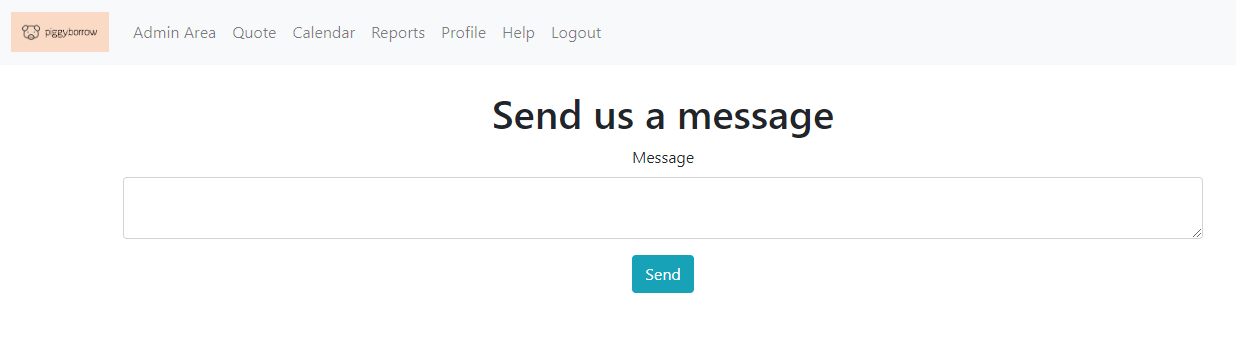 piggyborrow Admin Area Quote Calendar Reports Profile Help Logout
Send us a message
Message
Send